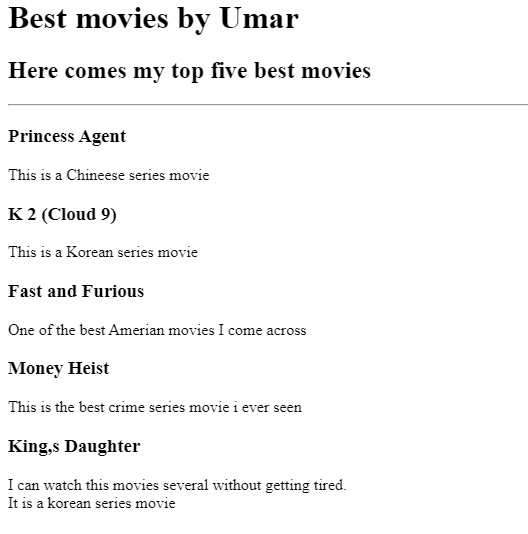 Best movies by Umar
Here comes my top five best movies
Princess Agent
This is a Chineese series movie
K 2 (Cloud 9)
This is a Korean series movie
Fast and Furious
One of the best Amerian movies I come across
Money Heist
This is the best crime series movie i ever seen
King,s Daughter
I can watch this movies several without getting tired.
It is a korean series movie